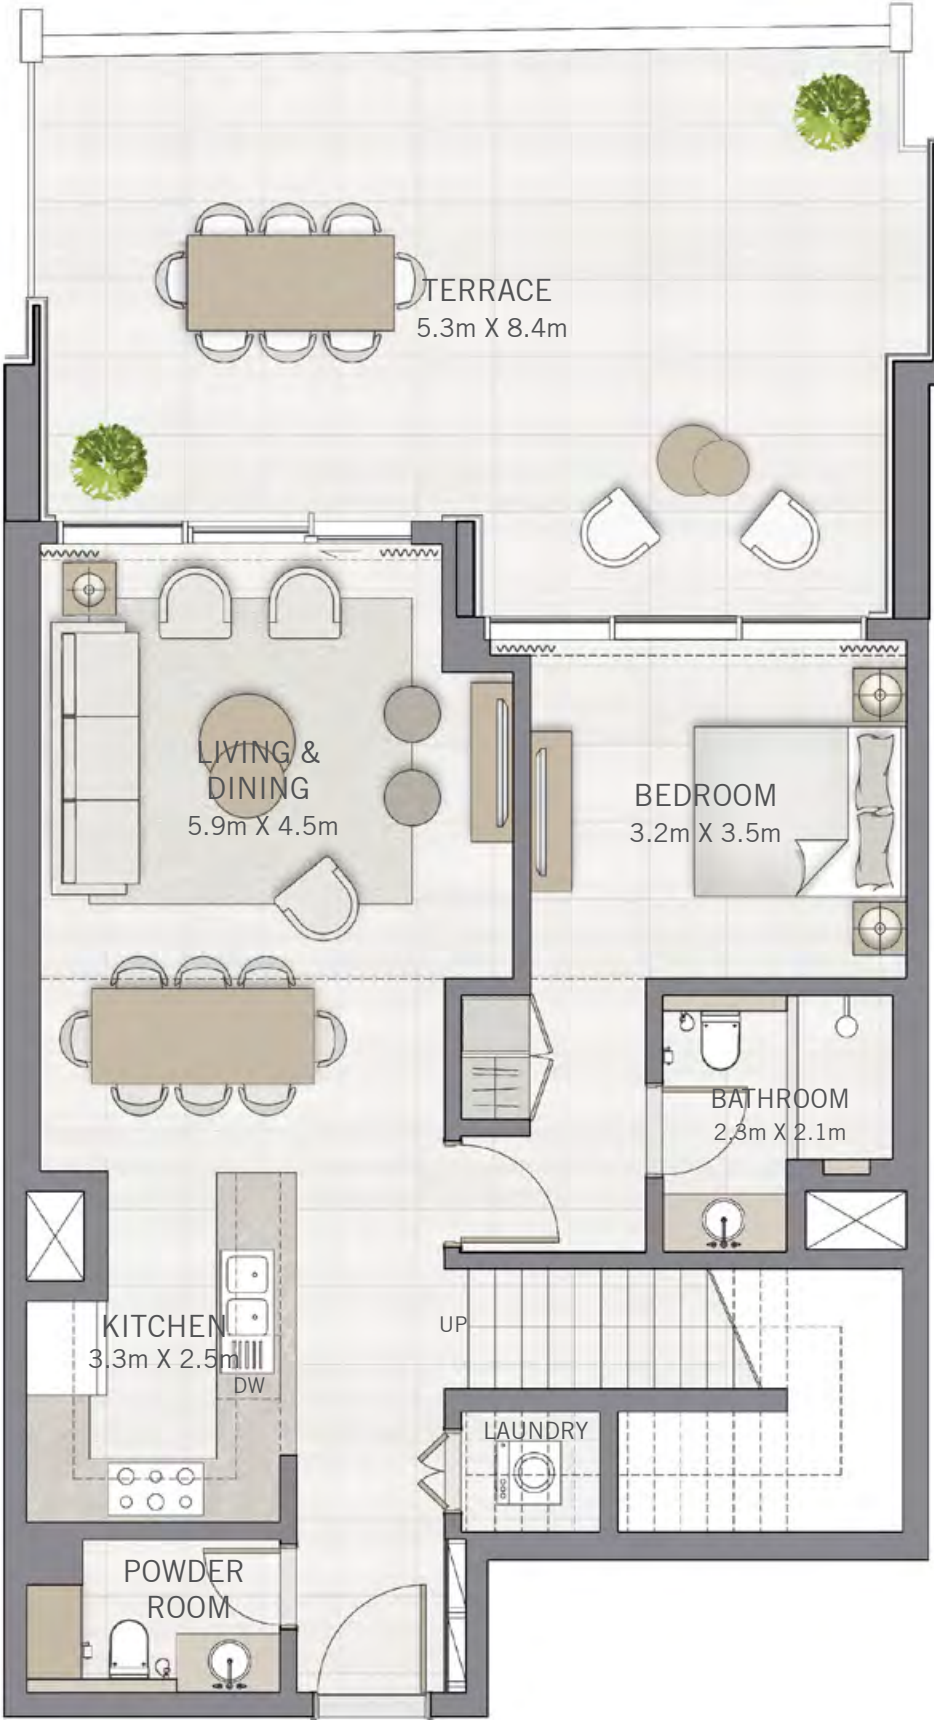 TERRACE
5.3m X 8.4m
LIVING &
DINING
5.9m X 4.5m
BEDROOM
3.2m X 3.5m
BATHROOM
2.3m X 2.1m
KITCHEN
3.3m X 2.5m
DW
UP
LAUNDRY
POWDER
ROOM